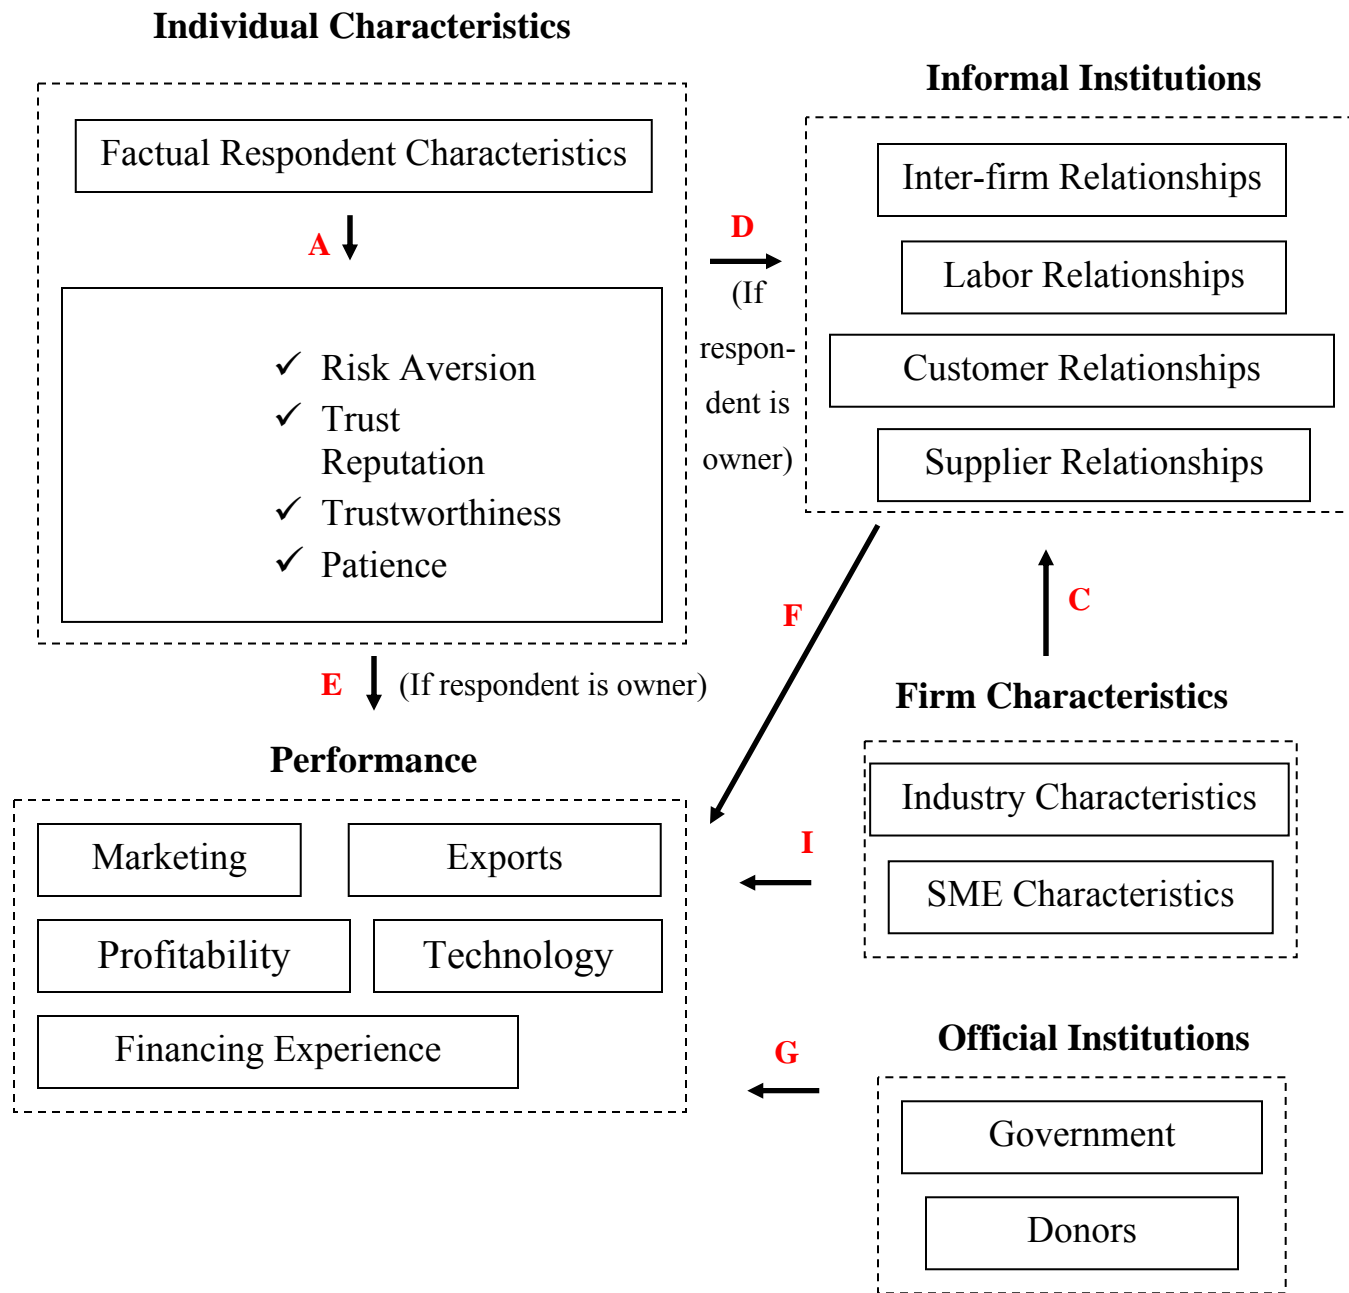 Individual Characteristics
Factual Respondent Characteristics
A
✓ Risk Aversion
✓ Trust
Reputation
✓ Trustworthiness
✓ Patience
D
(If
respon-
dent is
owner)
Informal Institutions
Inter-firm Relationships
Labor Relationships
Customer Relationships
Supplier Relationships
E
(If respondent is owner)
F
C
Performance
Marketing
Exports
Profitability
Technology
Financing Experience
Firm Characteristics
Industry Characteristics
SME Characteristics
I
G
Official Institutions
Government
Donors